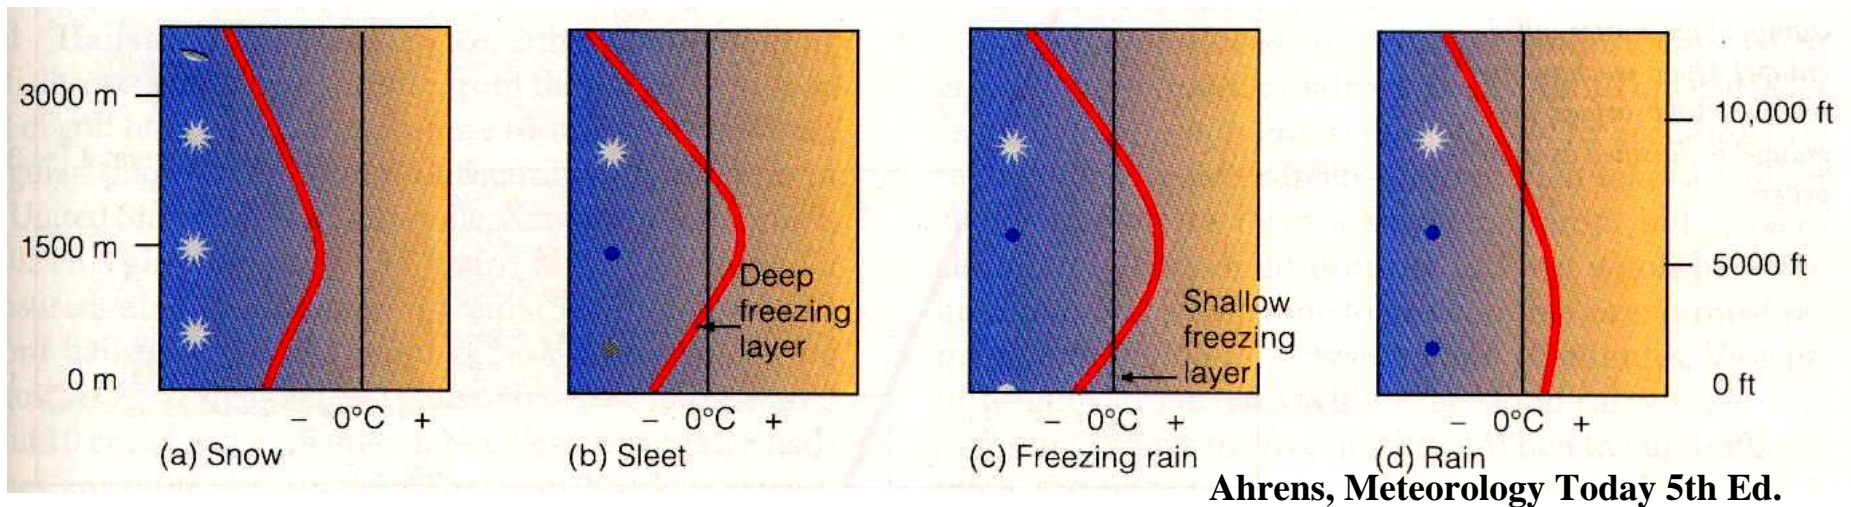 3000 m
1500 m
0 m
– 0°C +
(a) Snow
Deep
freezing
layer
– 0°C +
(b) Sleet
Shallow
freezing
layer
– 0°C +
(c) Freezing rain
10,000 ft
5000 ft
0 ft
– 0°C +
(d) Rain
Ahrens, Meteorology Today 5th Ed.